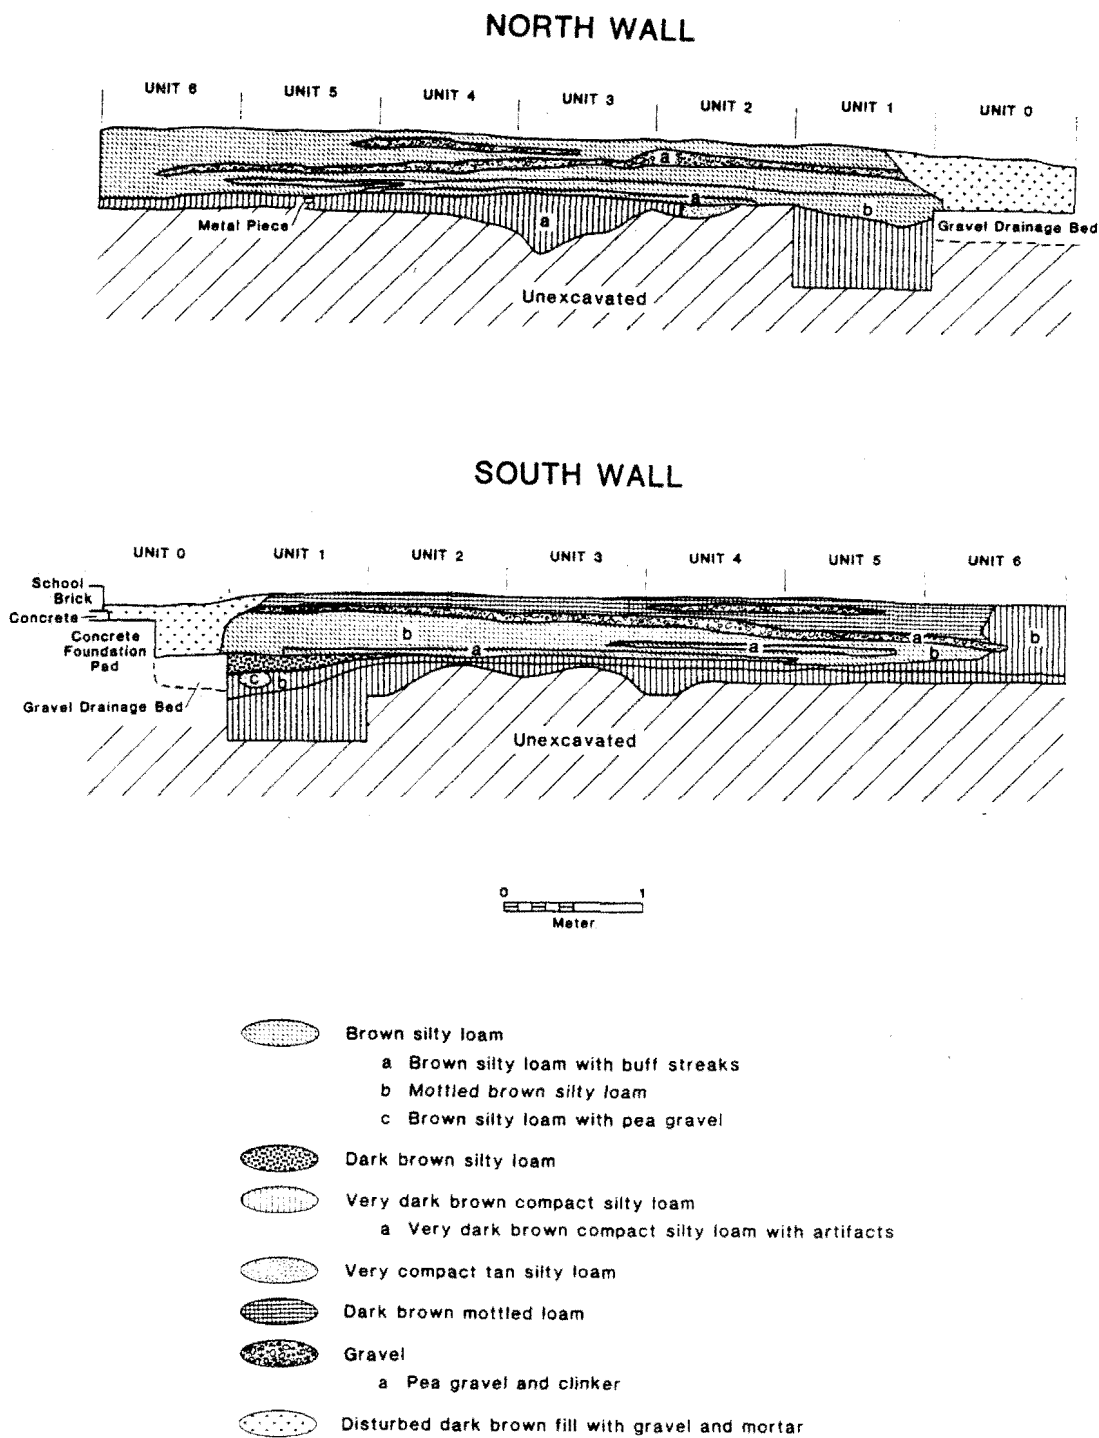 NORTH WALL
UNIT 6 UNIT 5 UNIT 4 UNIT 3 UNIT 2 UNIT 1 UNIT 0
a
a
b
a
Metal Piece
Gravel Drainage Bed
Unexcavated
SOUTH WALL
UNIT 0 UNIT 1 UNIT 2 UNIT 3 UNIT 4 UNIT 5 UNIT 6
School
Brick
Concrete
Concrete
Foundation
Pad
b
a
a
a
b
b
c
b
Gravel Drainage Bed
Unexcavated
0 1
Meter
Brown silty loam
a Brown silty loam with buff streaks
b Mottled brown silty loam
c Brown silty loam with pea gravel
Dark brown silty loam
Very dark brown compact silty loam
a Very dark brown compact silty loam with artifacts
Very compact tan silty loam
Dark brown mottled loam
Gravel
a Pea gravel and clinker
Disturbed dark brown fill with gravel and mortar